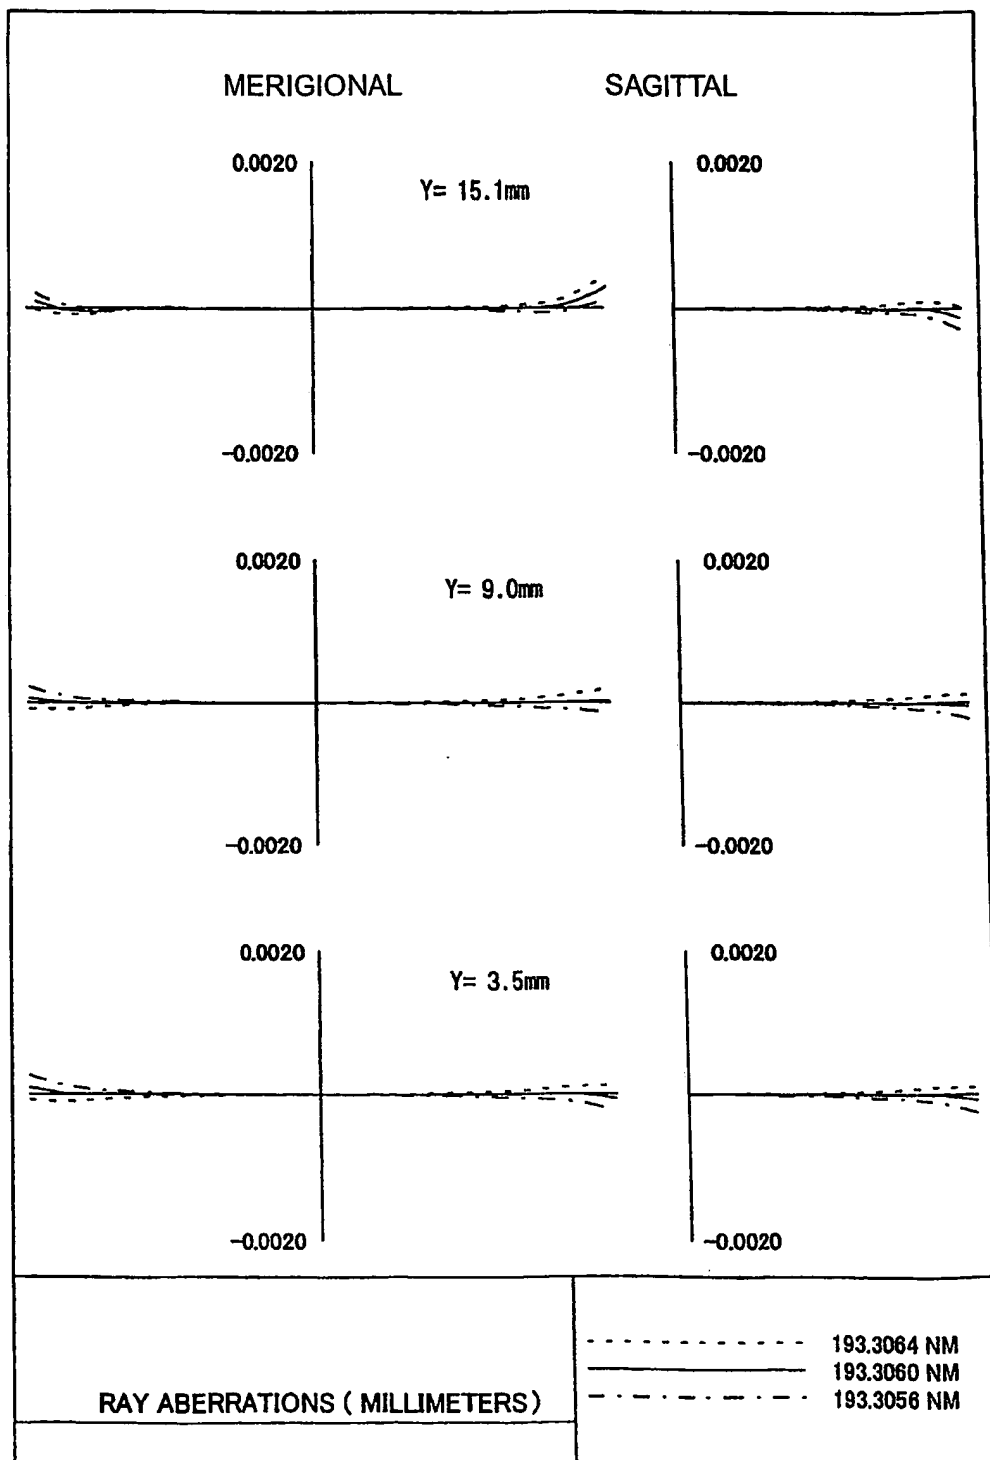 MERIGIONAL SAGITTAL
0.0020 0.0020
Y= 15.1mm
-0.0020 -0.0020
0.0020 0.0020
Y= 9.0mm
-0.0020 -0.0020
0.0020 0.0020
Y= 3.5mm
-0.0020 -0.0020
193.3064 NM
193.3060 NM
193.3056 NM
RAY ABERRATIONS ( MILLIMETERS )